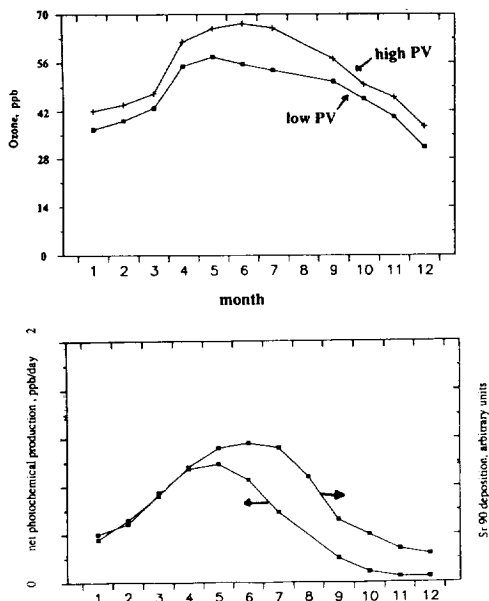 70
56
42
28
14
0
Ozone, ppb
high PV
low PV
1 2 3 4 5 6 7 9 10 11 12
month
2
0
net photochemical production, ppb/day
Sr 90 deposition, arbitrary units
1 2 3 4 5 6 7 8 9 10 11 12